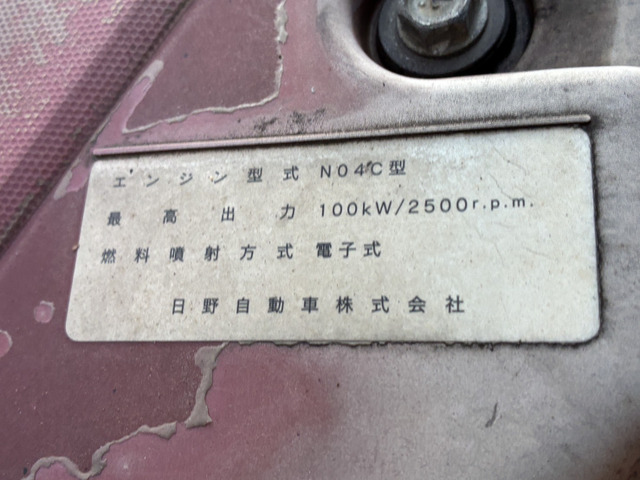 エンジン型式 N04C型
最高出力 100kW/2500r.p.m.
燃料噴射方式 電子式
日野自動車株式会社